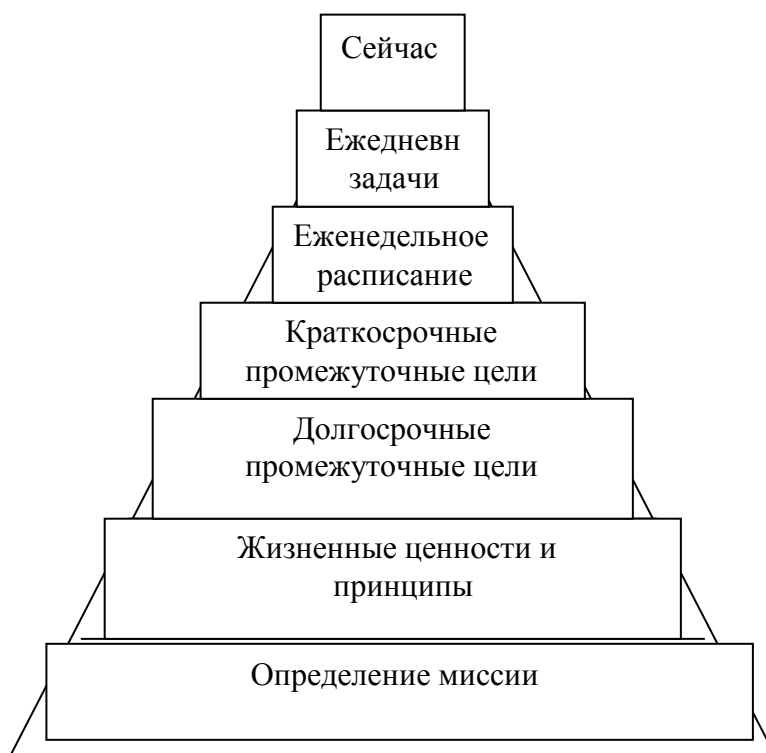 Сейчас
Ежедневн
задачи
Еженедельное
расписание
Краткосрочные
промежуточные цели
Долгосрочные
промежуточные цели
Жизненные ценности и
принципы
Определение миссии